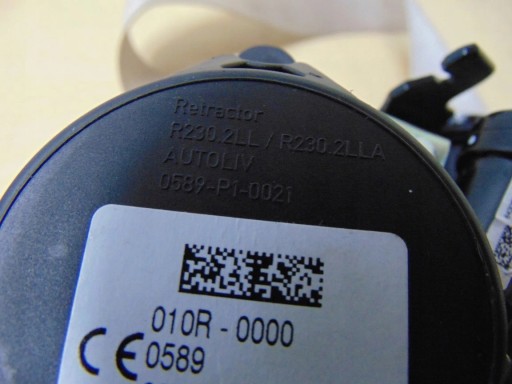 Retractor
R230.2LL / R230.2LLA
AUTOLIV
0589-P1-0021
010R - 0000
CE 0589